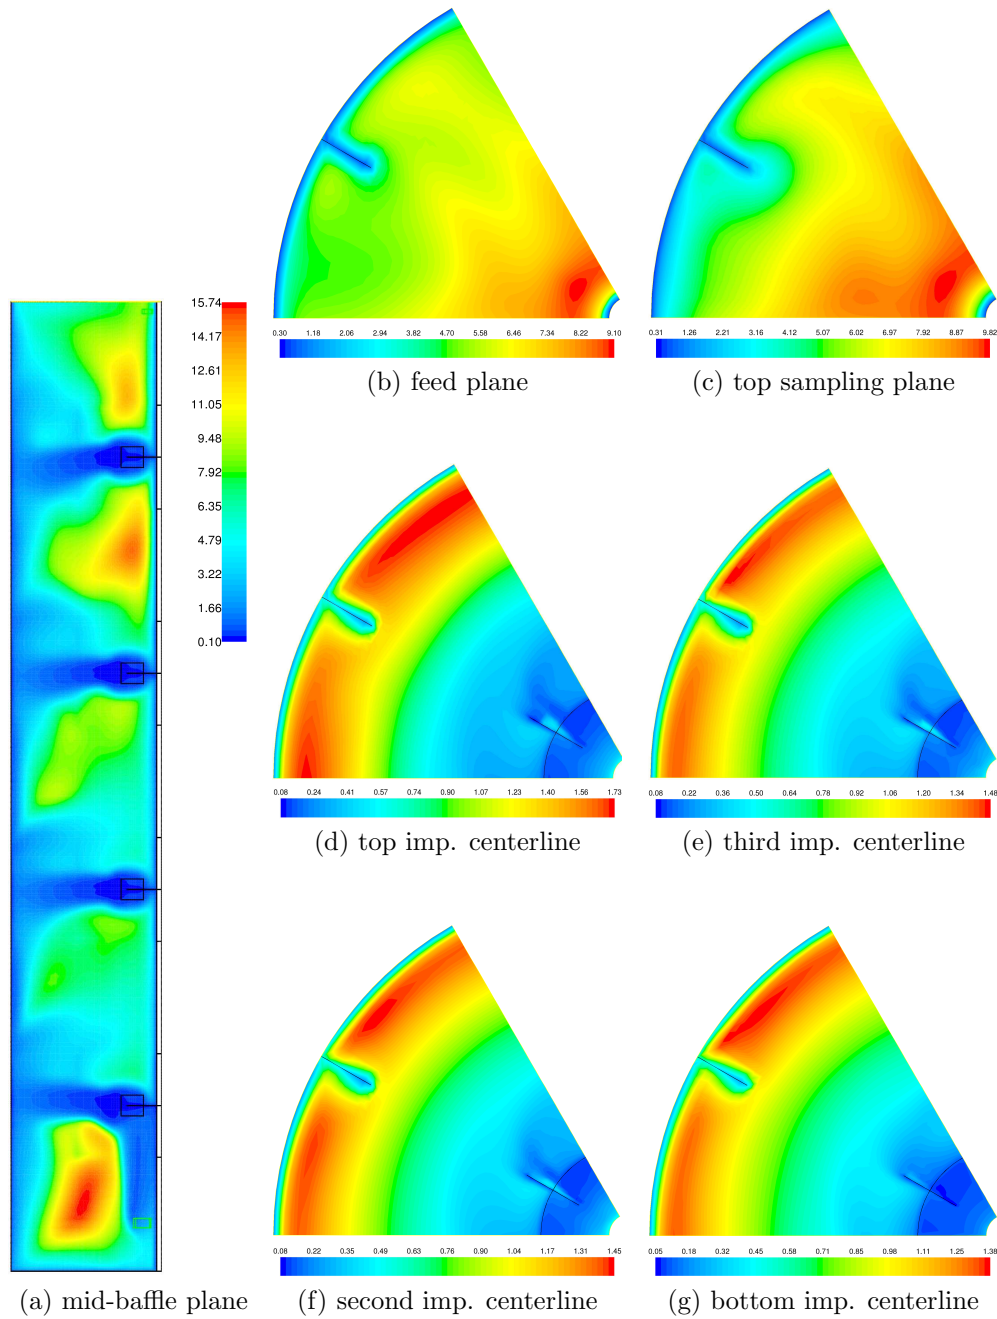 0.30 1.18 2.06 2.94 3.82 4.70 5.58 6.46 7.34 8.22 9.10
(b) feed plane
0.31 1.26 2.21 3.16 4.12 5.07 6.02 6.97 7.92 8.87 9.82
(c) top sampling plane
15.74
14.17
12.61
11.05
9.48
7.92
6.35
4.79
3.22
1.66
0.10
(a) mid-baffle plane
0.08 0.24 0.41 0.57 0.74 0.90 1.07 1.23 1.40 1.56 1.73
(d) top imp. centerline
0.08 0.22 0.36 0.50 0.64 0.78 0.92 1.06 1.20 1.34 1.48
(e) third imp. centerline
0.08 0.22 0.35 0.49 0.63 0.76 0.90 1.04 1.17 1.31 1.45
(f) second imp. centerline
0.05 0.18 0.32 0.45 0.58 0.71 0.85 0.98 1.11 1.25 1.38
(g) bottom imp. centerline